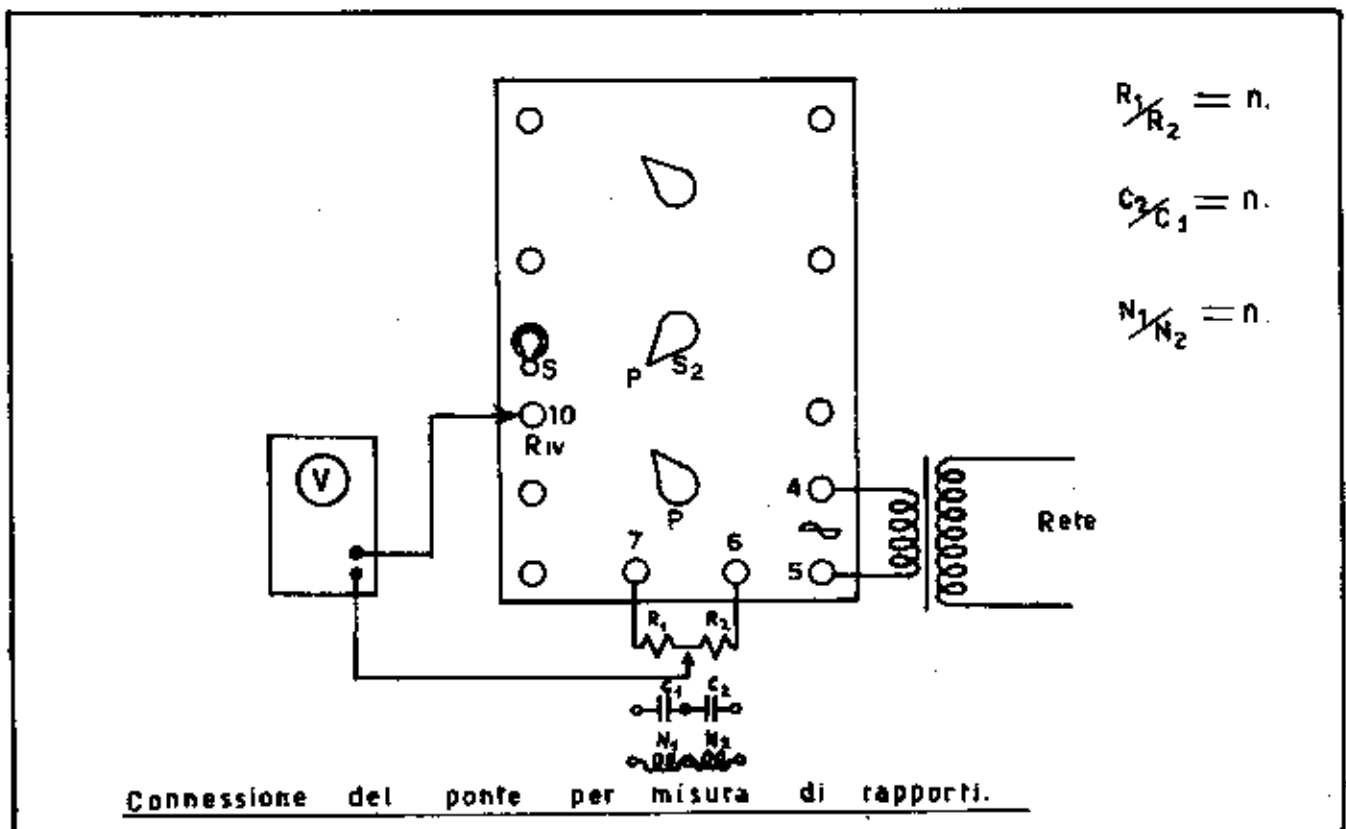 R1/R2 = n.
C2/C1 = n.
N1/N2 = n.
S
P S2
10
Riv
V
P
4
7 6
5
Rete
R1 R2
C1 C2
N1 N2
Connessione del ponte per misura di rapporti.